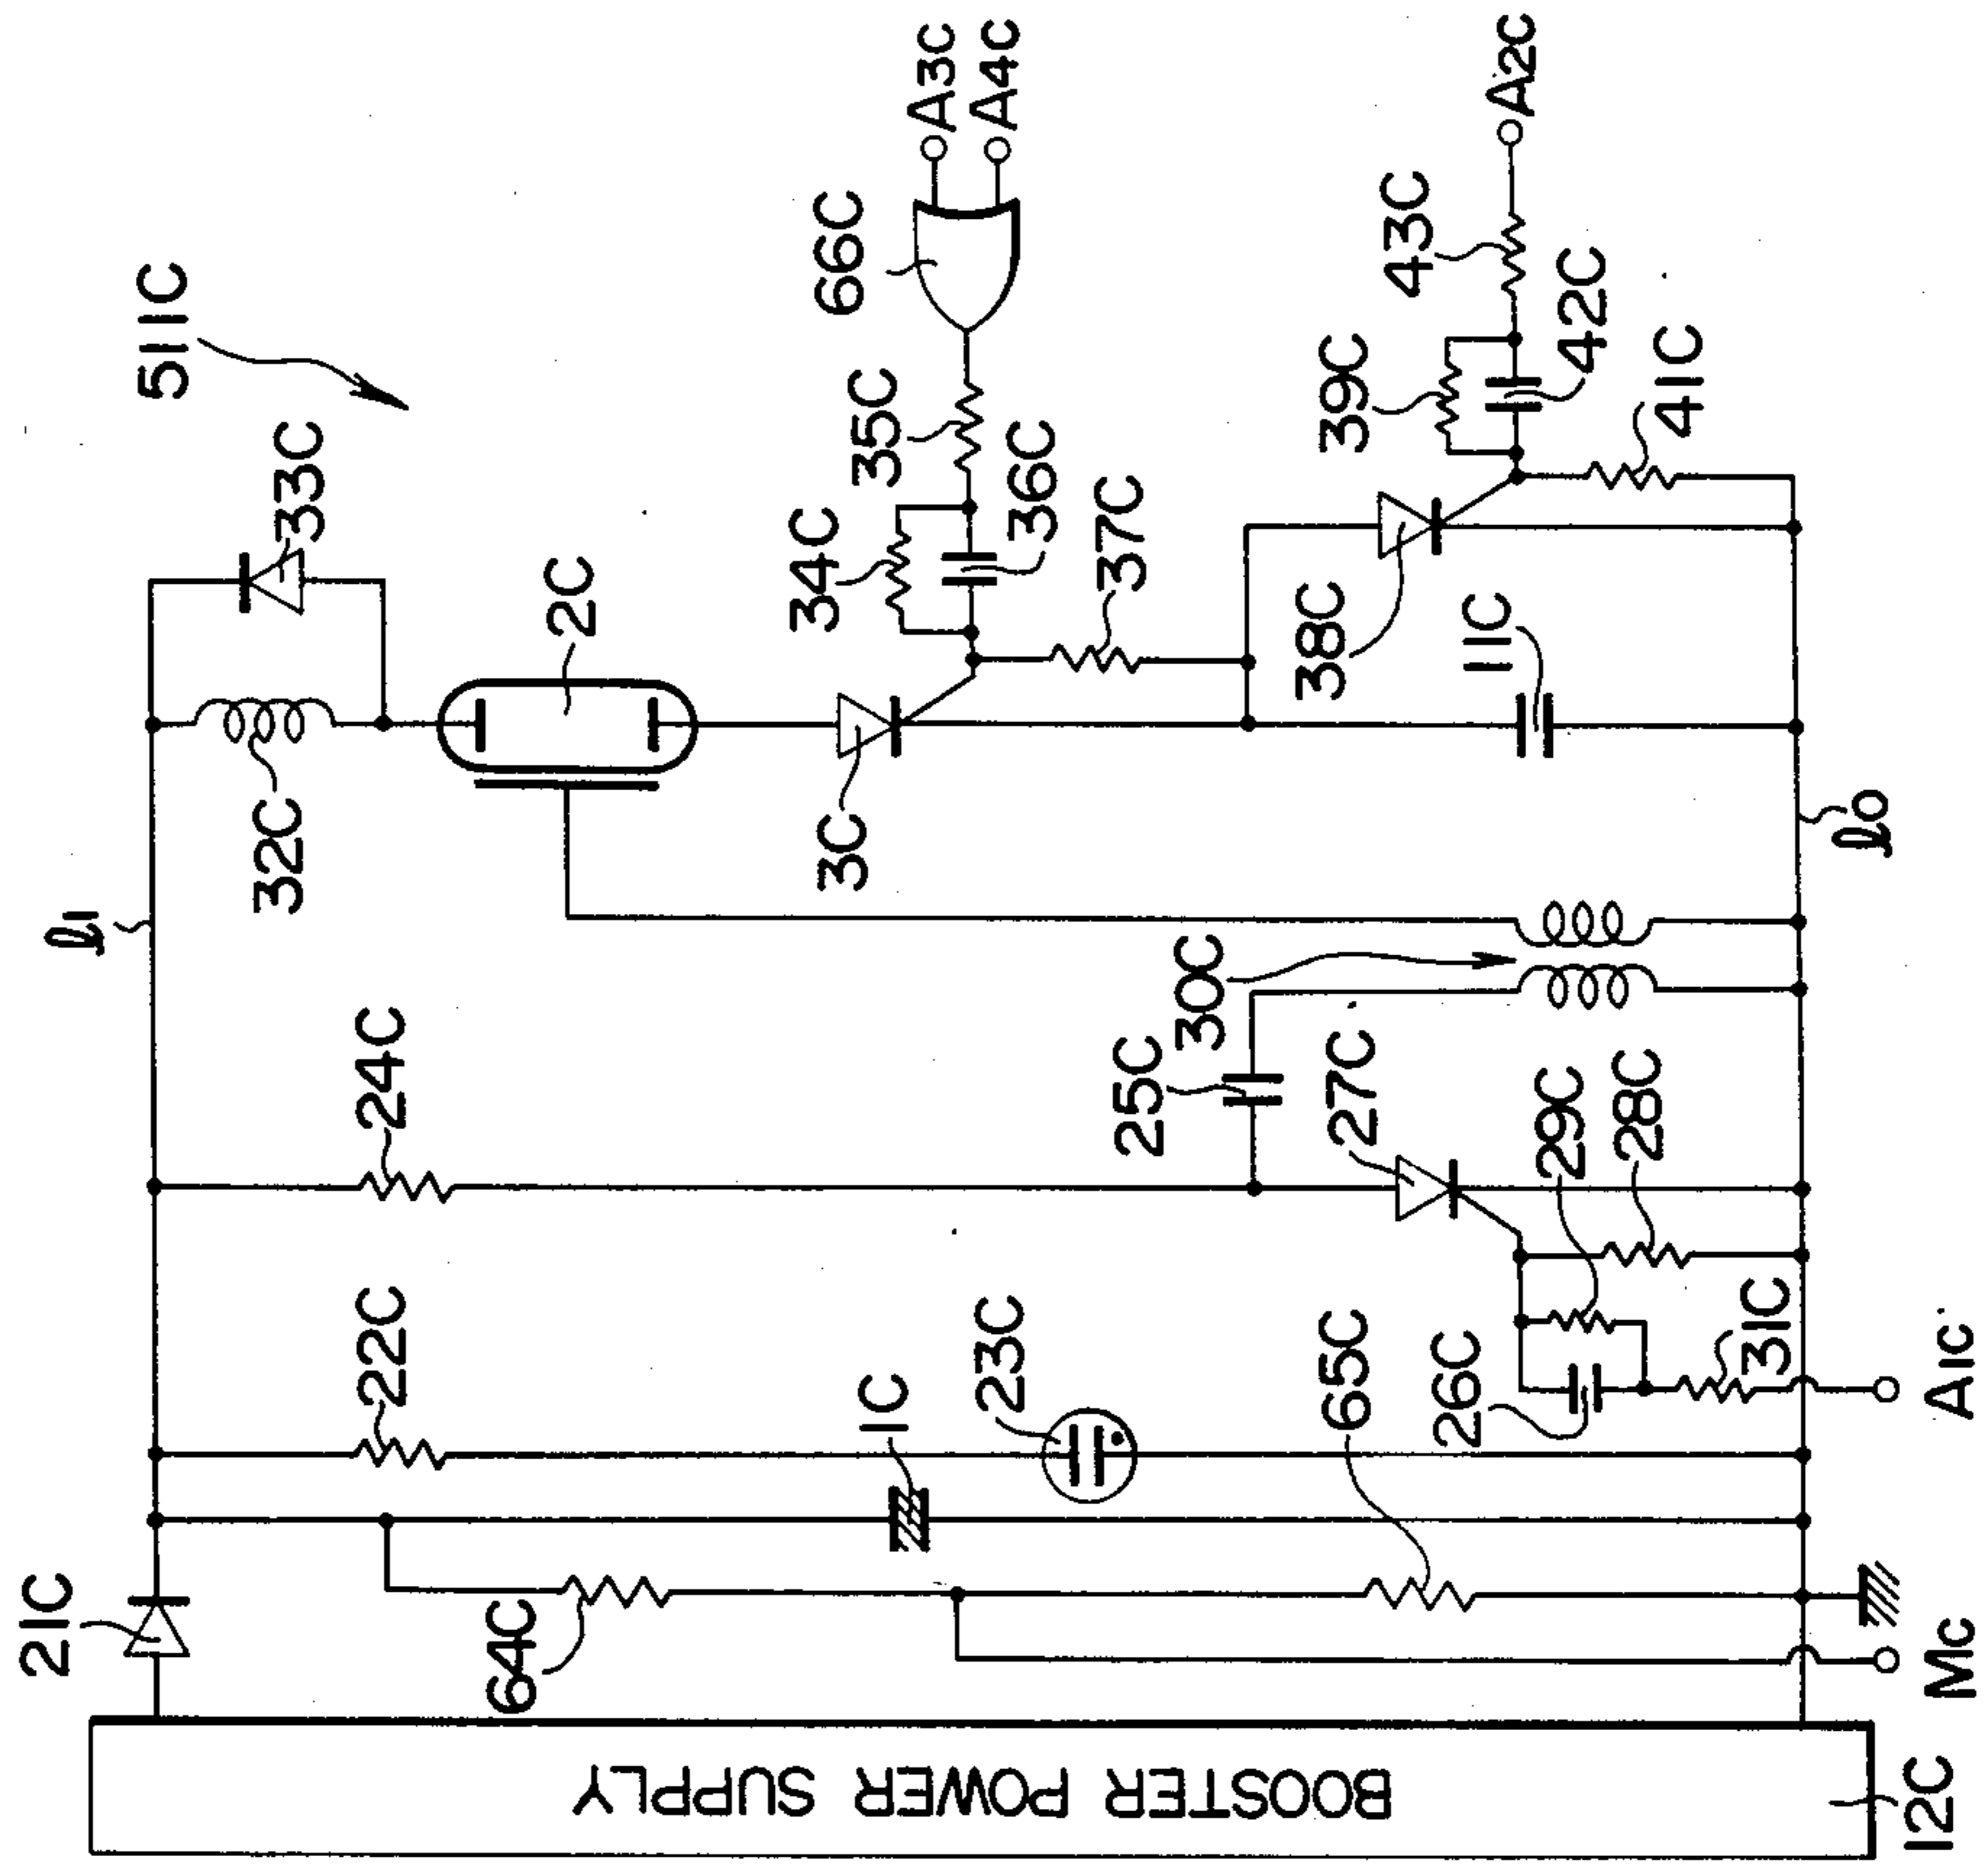 511C
33C
32C
2C
3C
A3C
A4C
66C
35C
34C
36C
37C
A2C
43C
39C
42C
41C
38C
11C
ℓ0
ℓ1
24C
25C
30C
27C
29C
28C
22C
1C
23C
65C
26C
31C
A1C
21C
64C
MC
BOOSTER POWER SUPPLY
12C